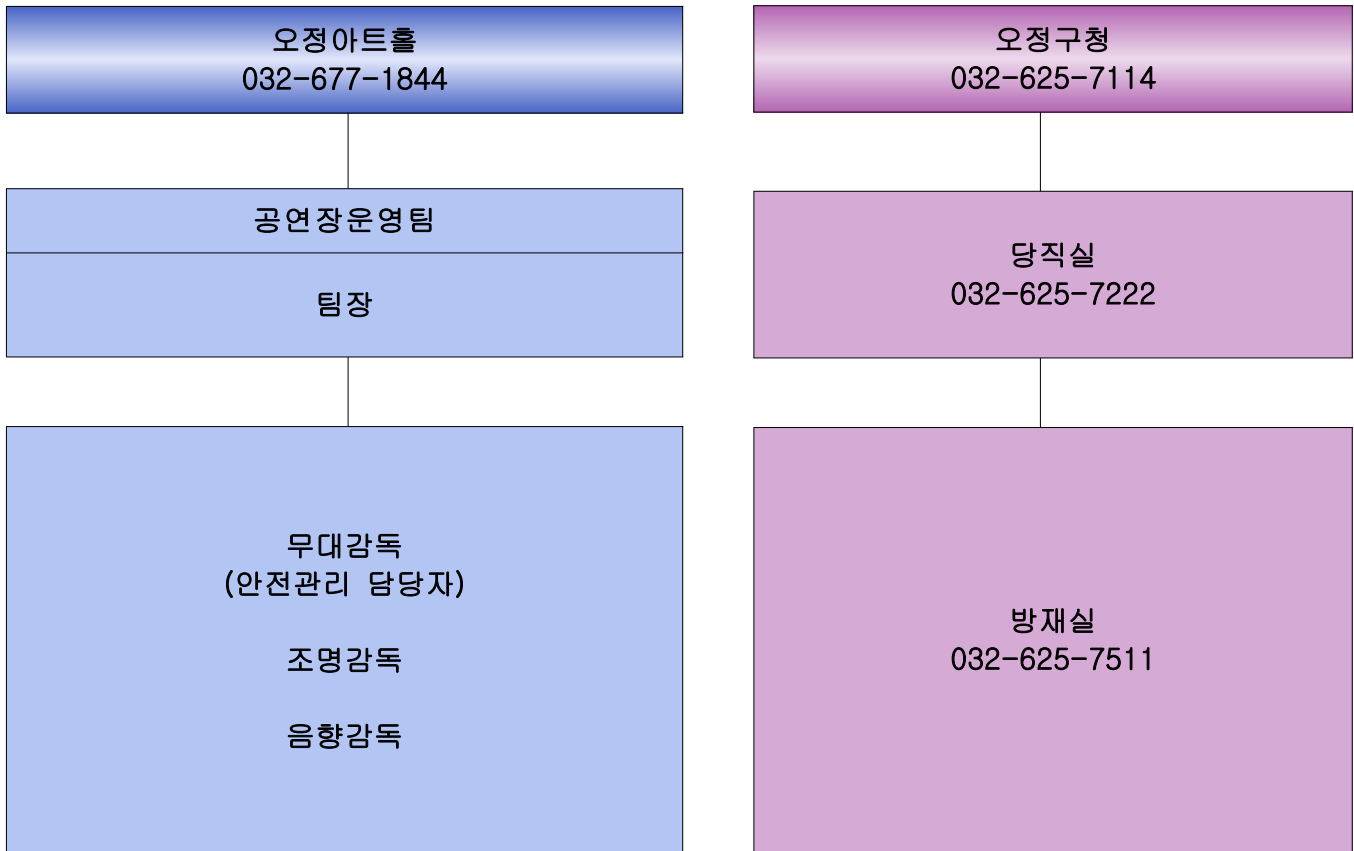 오정아트홀
032-677-1844
공연장운영팀
팀장
무대감독
(안전관리 담당자)
조명감독
음향감독
오정구청
032-625-7114
당직실
032-625-7222
방재실
032-625-7511